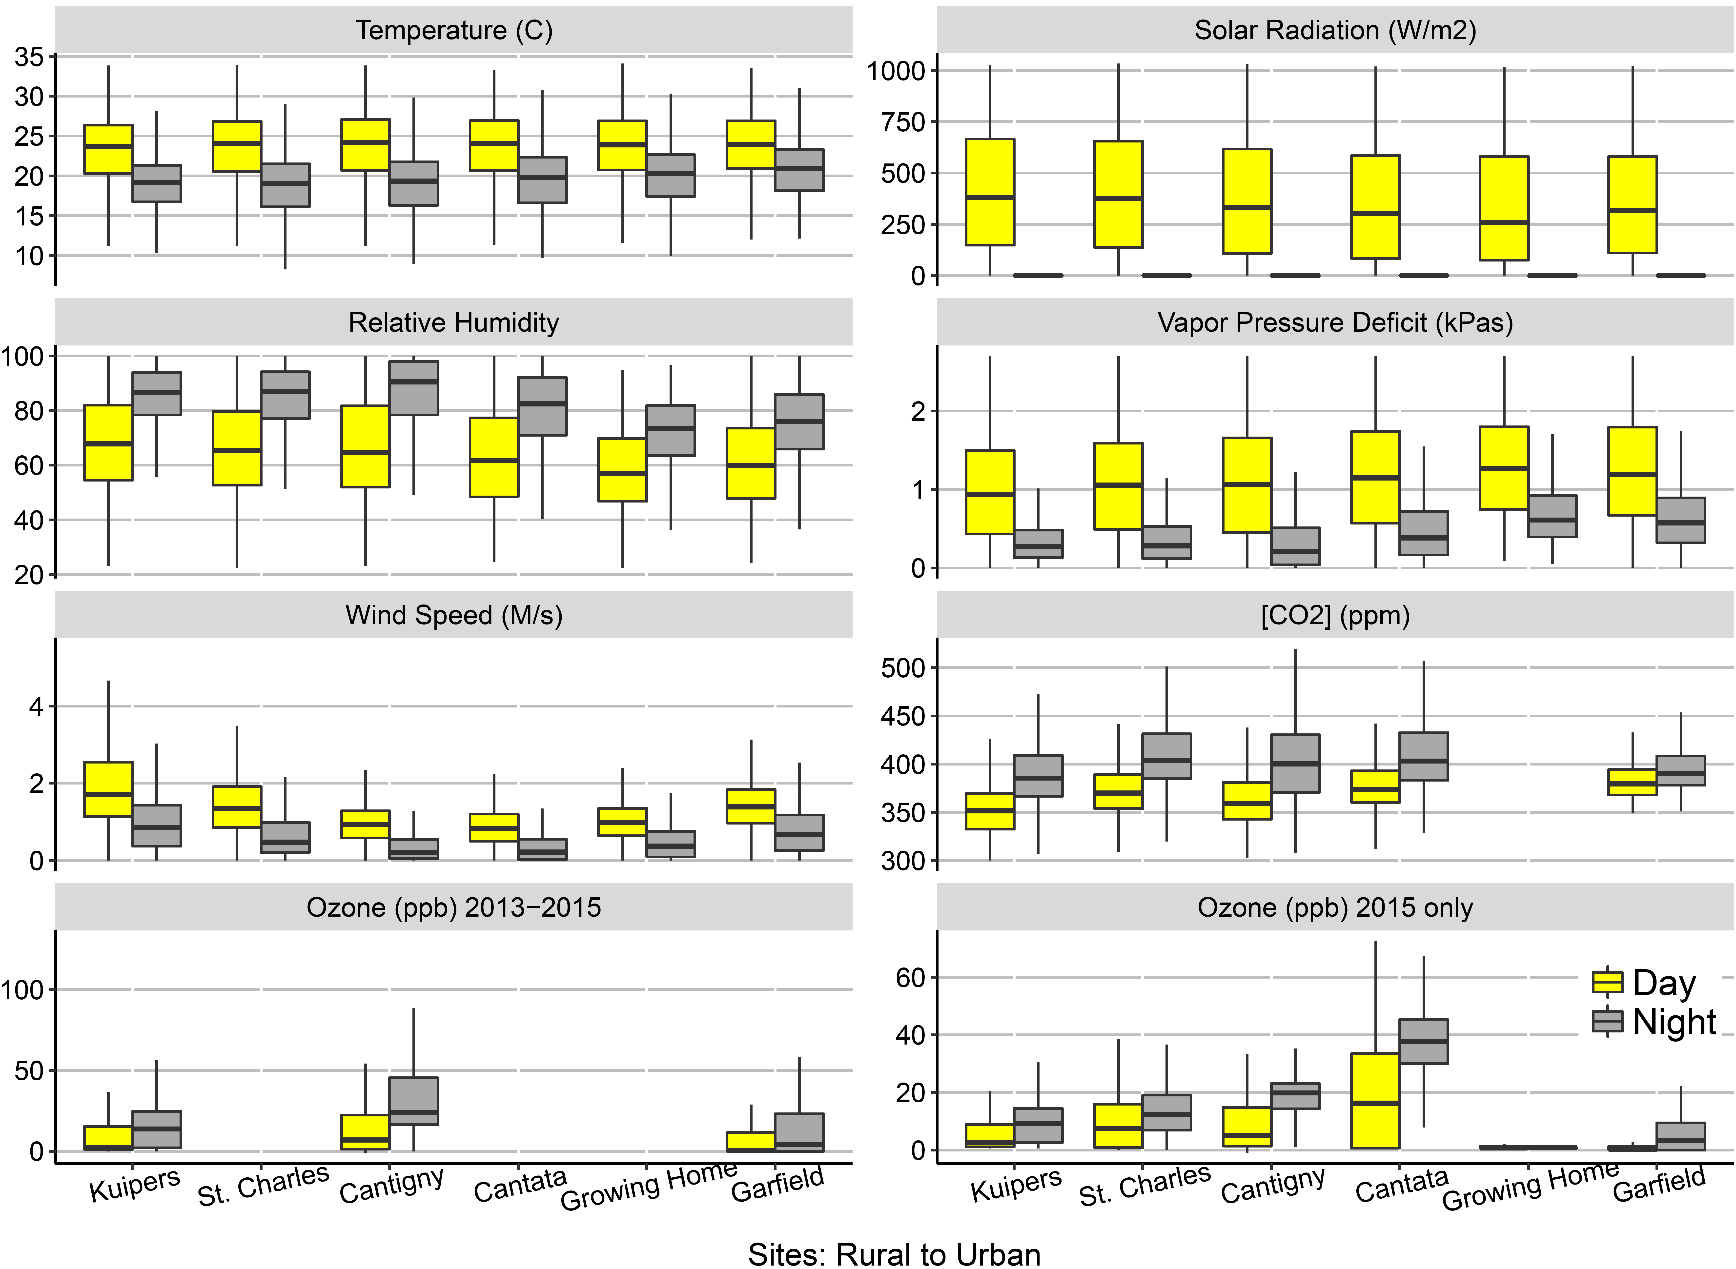 Temperature (C)
35
30
25
20
15
10
Solar Radiation (W/m2)
1000
750
500
250
0
Relative Humidity
100
80
60
40
20
Vapor Pressure Deficit (kPas)
2
1
0
Wind Speed (M/s)
4
2
0
[CO2] (ppm)
500
450
400
350
300
Ozone (ppb) 2013−2015
100
50
0
Kuipers
St. Charles
Cantigny
Cantata
Growing Home
Garfield
Ozone (ppb) 2015 only
60
40
20
0
Day
Night
Kuipers
St. Charles
Cantigny
Cantata
Growing Home
Garfield
Sites: Rural to Urban